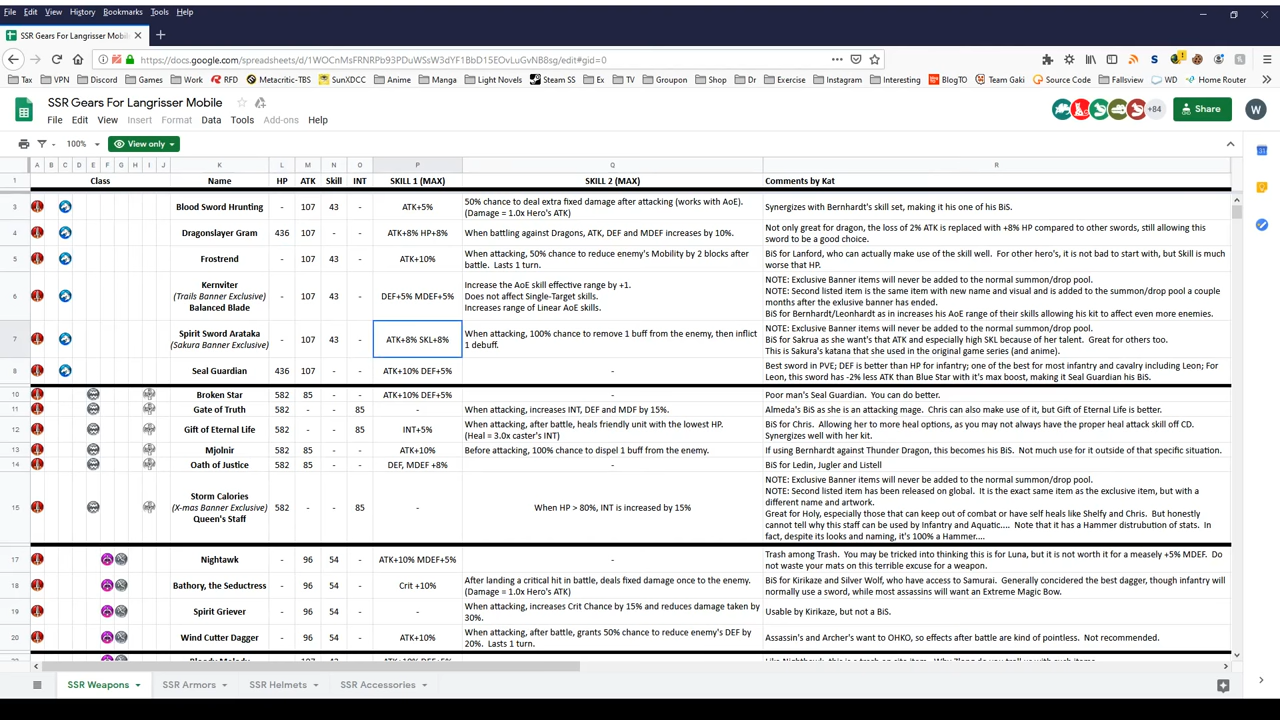 File Edit View History Bookmarks Tools Help
SSR Gears For Langrisser Mobile
https://docs.google.com/spreadsheets/d/1WOCnMsFRNRPb93PDuWSsW3dYF1BbD15EOvLuGvNB8sg/edit#gid=0
Tax VPN Discord Games Work RFD Metacritic-TBS SunXDCC Anime Manga Light Novels Steam SS Ex TV Groupon Shop Dr Exercise Instagram Interesting BlogTO Team Gaki Source Code Fallsview WD Home Router
SSR Gears For Langrisser Mobile
+84 Share W
File Edit View Insert Format Data Tools Add-ons Help
100% View only
A B C D E F G H I J K L M N O P Q R
1 Class Name HP ATK Skill INT SKILL 1 (MAX) SKILL 2 (MAX) Comments by Kat
3 Blood Sword Hrunting - 107 43 - ATK+5% 50% chance to deal extra fixed damage after attacking (works with AoE).
(Damage = 1.0x Hero's ATK) Synergizes with Bernhardt's skill set, making it his one of his BiS.
4 Dragonslayer Gram 436 107 - - ATK+8% HP+8% When battling against Dragons, ATK, DEF and MDEF increases by 10%. Not only great for dragon, the loss of 2% ATK is replaced with +8% HP compared to other swords, still allowing this
sword to be a good choice.
5 Frostrend - 107 43 - ATK+10% When attacking, 50% chance to reduce enemy's Mobility by 2 blocks after
battle. Lasts 1 turn. BiS for Lanford, who can actually make use of the skill well. For other hero's, it is not bad to start with, but Skill is much
worse that HP.
6 Kernviter
(Trails Banner Exclusive)
Balanced Blade - 107 43 - DEF+5% MDEF+5% Increase the AoE skill effective range by +1.
Does not affect Single-Target skills.
Increases range of Linear AoE skills. NOTE: Exclusive Banner items will never be added to the normal summon/drop pool.
NOTE: Second listed item is the same item with new name and visual and is added to the summon/drop pool a couple
months after the exlusive banner has ended.
BiS for Bernhardt/Leonhardt as in increases his AoE range of their skills allowing his kit to affect even more enemies.
7 Spirit Sword Arataka
(Sakura Banner Exclusive) - 107 43 - ATK+8% SKL+8% When attacking, 100% chance to remove 1 buff from the enemy, then inflict
1 debuff. NOTE: Exclusive Banner items will never be added to the normal summon/drop pool.
BiS for Sakrua as she want's that ATK and especially high SKL because of her talent. Great for others too.
This is Sakura's katana that she used in the original game series (and anime).
8 Seal Guardian 436 107 - - ATK+10% DEF+5% - Best sword in PVE; DEF is better than HP for infantry; one of the best for most infantry and cavalry including Leon; For
Leon, this sword has -2% less ATK than Blue Star with it's max boost, making it Seal Guardian his BiS.
10 Broken Star 582 85 - - ATK+10% DEF+5% - Poor man's Seal Guardian. You can do better.
11 Gate of Truth - - - 85 - When attacking, increases INT, DEF and MDF by 15%. Almeda's BiS as she is an attacking mage. Chris can also make use of it, but Gift of Eternal Life is better.
12 Gift of Eternal Life 582 - - 85 INT+5% When attacking, after battle, heals friendly unit with the lowest HP.
(Heal = 3.0x caster's INT) BiS for Chris. Allowing her to more heal options, as you may not always have the proper heal attack skill off CD.
Synergizes well with her kit.
13 Mjolnir 582 85 - - ATK+10% Before attacking, 100% chance to dispel 1 buff from the enemy. If using Bernhardt against Thunder Dragon, this becomes his BiS. Not much use for it outside of that specific situation.
14 Oath of Justice 582 85 - - DEF, MDEF +8% - BiS for Ledin, Jugler and Listell
15 Storm Calories
(X-mas Banner Exclusive)
Queen's Staff 582 - - 85 - When HP > 80%, INT is increased by 15% NOTE: Exclusive Banner items will never be added to the normal summon/drop pool.
NOTE: Second listed item has been released on global. It is the exact same item as the exclusive item, but with a
different name and artwork.
Great for Holy, especially those that can keep out of combat or have self heals like Shelfy and Chris. But honestly
cannot tell why this staff can be used by Infantry and Aquatic.... Note that it has a Hammer distrubution of stats. In
fact, despite its looks and naming, it's 100% a Hammer....
17 Nightawk - 96 54 - ATK+10% MDEF+5% - Trash among Trash. You may be tricked into thinking this is for Luna, but it is not worth it for a measely +5% MDEF. Do
not waste your mats on this terrible excuse for a weapon.
18 Bathory, the Seductress - 96 54 - Crit +10% After landing a critical hit in battle, deals fixed damage once to the enemy.
(Damage = 1.0x Hero's ATK) BiS for Kirikaze and Silver Wolf, who have access to Samurai. Generally concidered the best dagger, though infantry will
normally use a sword, while most assassins will want an Extreme Magic Bow.
19 Spirit Griever - 96 54 - - When attacking, increases Crit Chance by 15% and reduces damage taken by
30%. Usable by Kirikaze, but not a BiS.
20 Wind Cutter Dagger - 96 54 - ATK+10% When attacking, after battle, grants 50% chance to reduce enemy's DEF by
20%. Lasts 1 turn. Assassin's and Archer's want to OHKO, so effects after battle are kind of pointless. Not recommended.
SSR Weapons SSR Armors SSR Helmets SSR Accessories